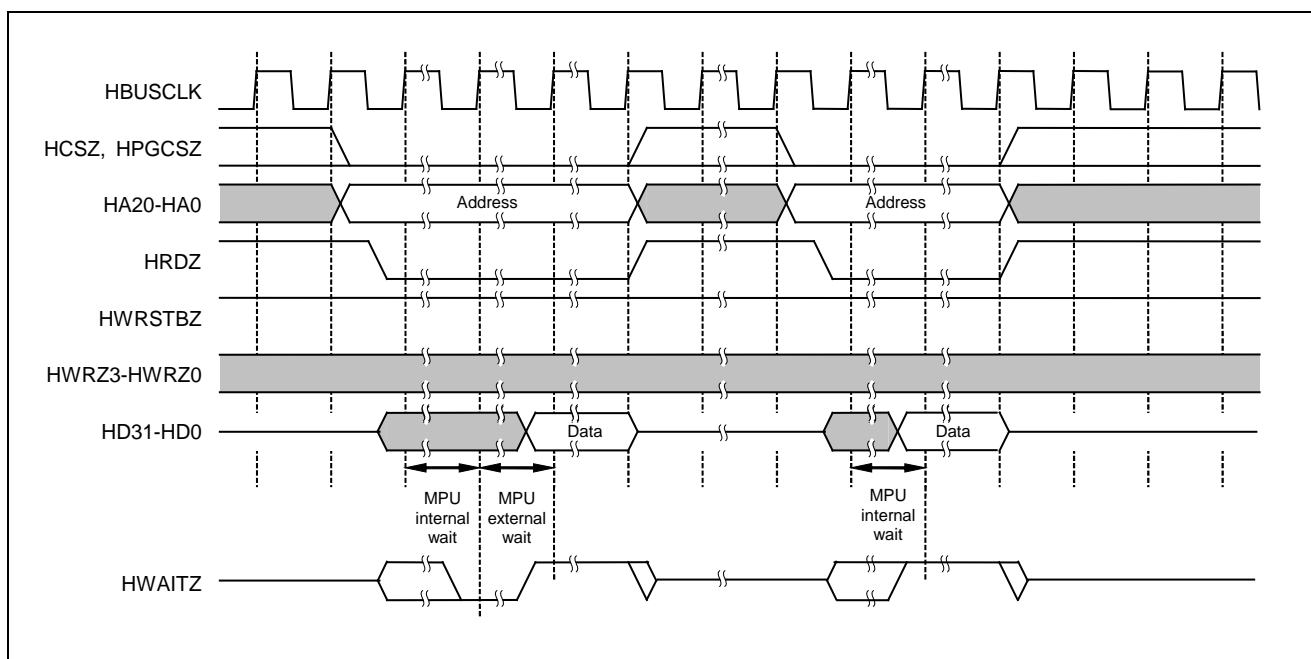 HBUSCLK
HCSZ, HPGCSZ
HA20-HA0
Address
Address
HRDZ
HWRSTBZ
HWRZ3-HWRZ0
HD31-HD0
Data
Data
MPU
internal
wait
MPU
external
wait
MPU
internal
wait
HWAITZ